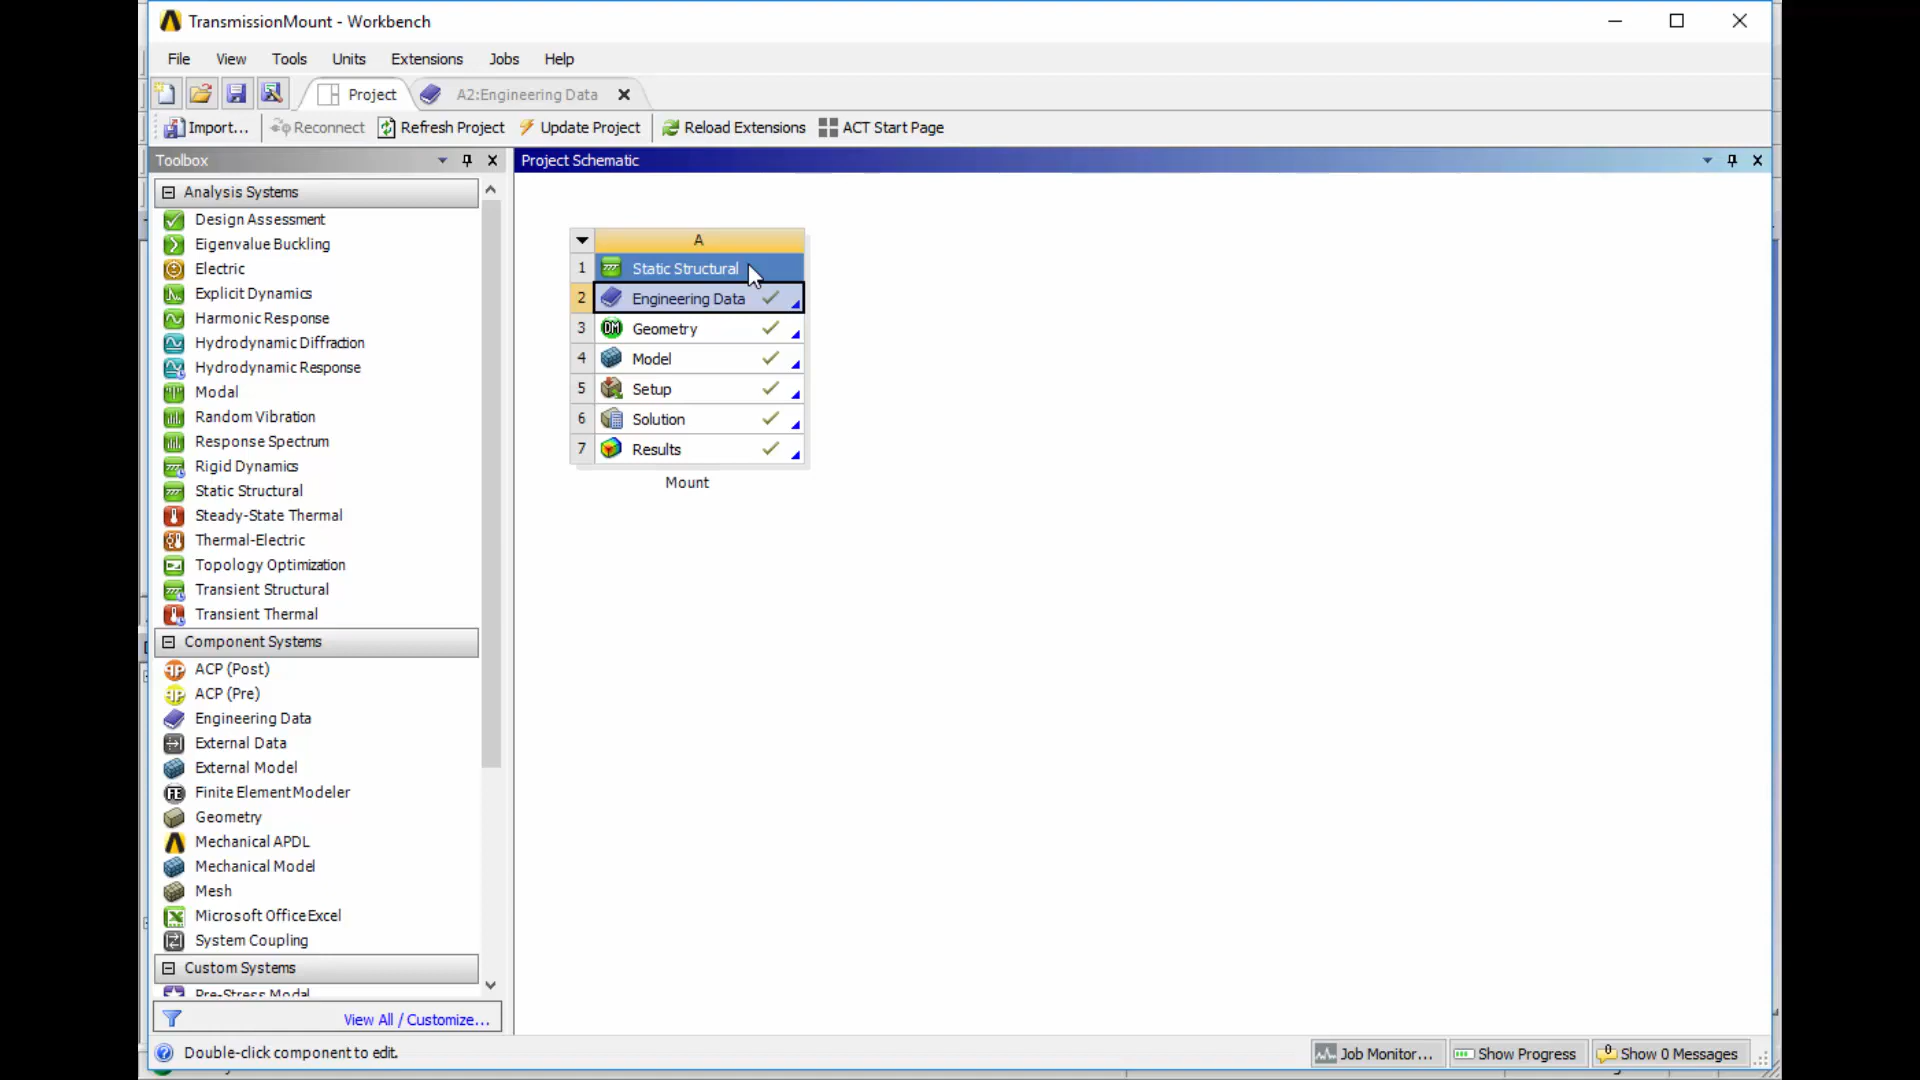 TransmissionMount - Workbench
File View Tools Units Extensions Jobs Help
Project A2:Engineering Data
Import... Reconnect Refresh Project Update Project Reload Extensions ACT Start Page
Toolbox
Project Schematic
Analysis Systems
Design Assessment
Eigenvalue Buckling
Electric
Explicit Dynamics
Harmonic Response
Hydrodynamic Diffraction
Hydrodynamic Response
Modal
Random Vibration
Response Spectrum
Rigid Dynamics
Static Structural
Steady-State Thermal
Thermal-Electric
Topology Optimization
Transient Structural
Transient Thermal
Component Systems
ACP (Post)
ACP (Pre)
Engineering Data
External Data
External Model
Finite Element Modeler
Geometry
Mechanical APDL
Mechanical Model
Mesh
Microsoft Office Excel
System Coupling
Custom Systems
Pre-Stress Modal
View All / Customize...
A
1 Static Structural
2 Engineering Data
3 DM Geometry
4 Model
5 Setup
6 Solution
7 Results
Mount
Double-click component to edit.
Job Monitor... Show Progress 0 Show 0 Messages